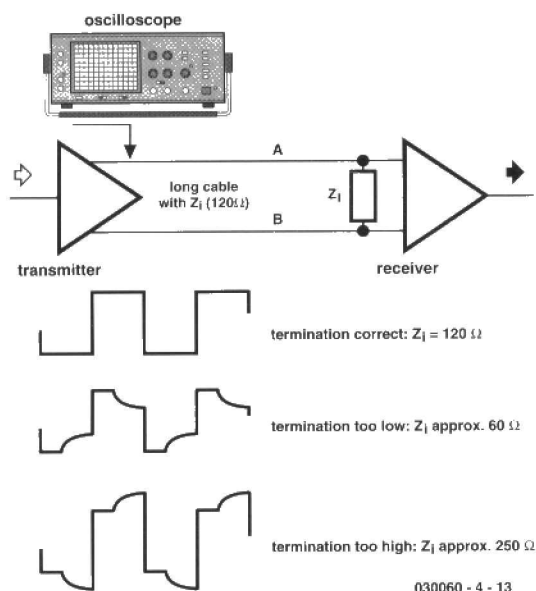 oscilloscope
A
long cable
with Zi (120Ω)
ZI
B
transmitter
receiver
termination correct: Zi = 120 Ω
termination too low: Zi approx. 60 Ω
termination too high: Zi approx. 250 Ω
030060 - 4 - 13